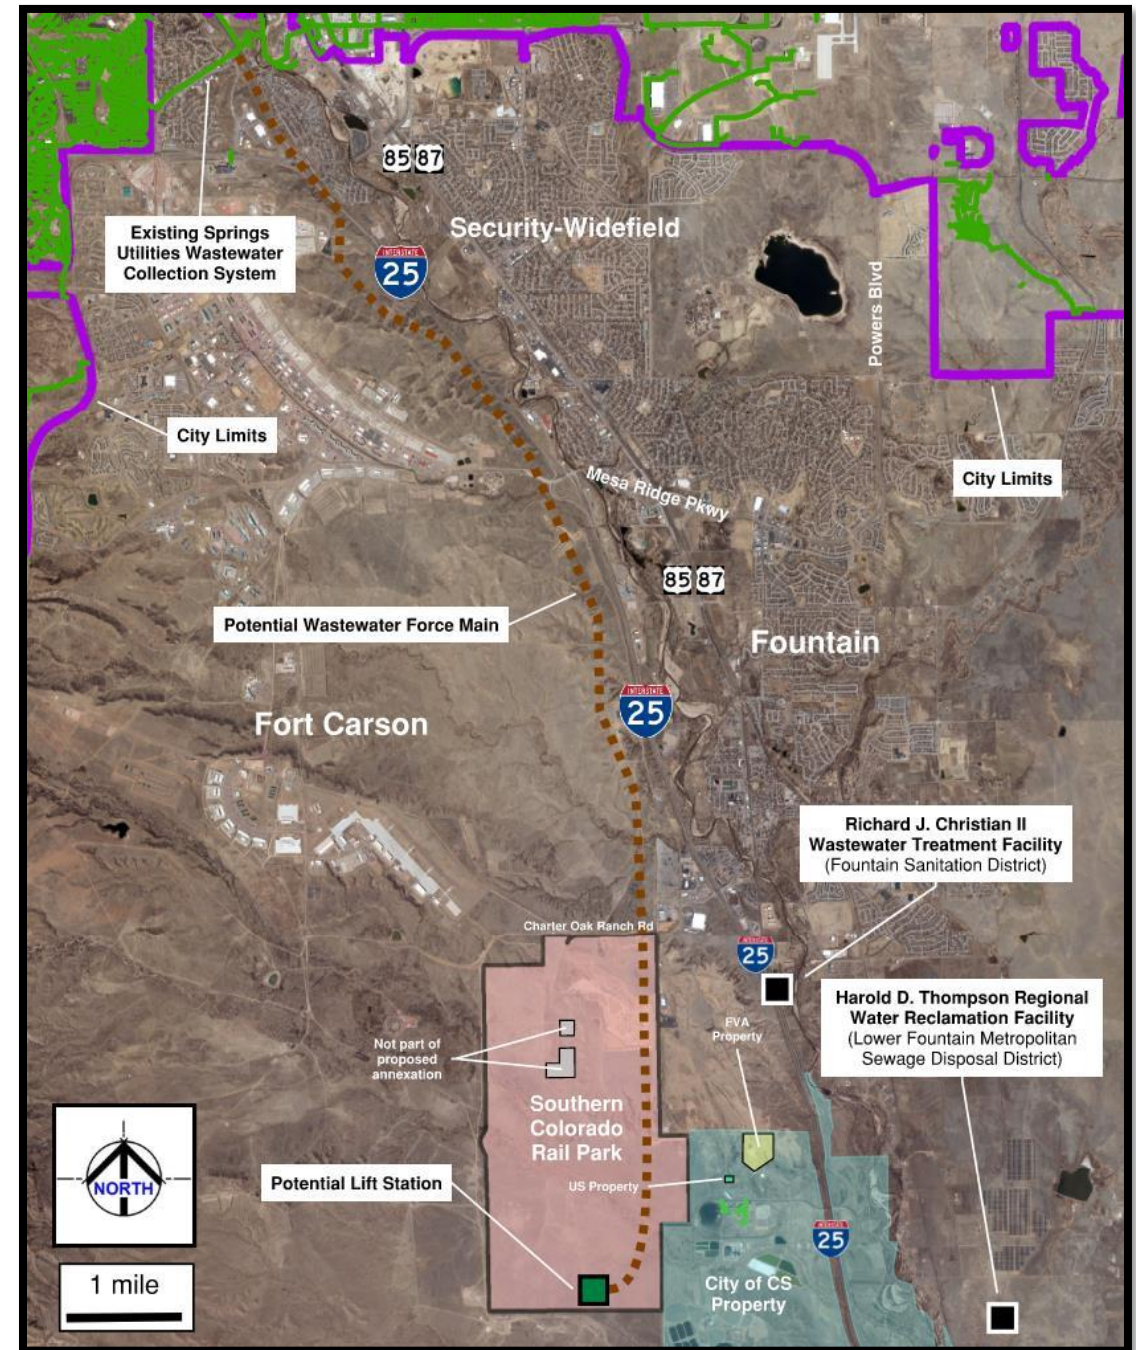 85 87
Security-Widefield
Existing Springs
Utilities Wastewater
Collection System
INTERSTATE
25
Powers Blvd
City Limits
City Limits
Mesa Ridge Pkwy
85 87
Potential Wastewater Force Main
Fountain
INTERSTATE
25
Fort Carson
Richard J. Christian II
Wastewater Treatment Facility
(Fountain Sanitation District)
Charter Oak Ranch Rd
INTERSTATE
25
Harold D. Thompson Regional
Water Reclamation Facility
(Lower Fountain Metropolitan
Sewage Disposal District)
FVA
Property
Not part of
proposed
annexation
Southern
Colorado
Rail Park
NORTH
Potential Lift Station
US Property
INTERSTATE
25
City of CS
Property
1 mile